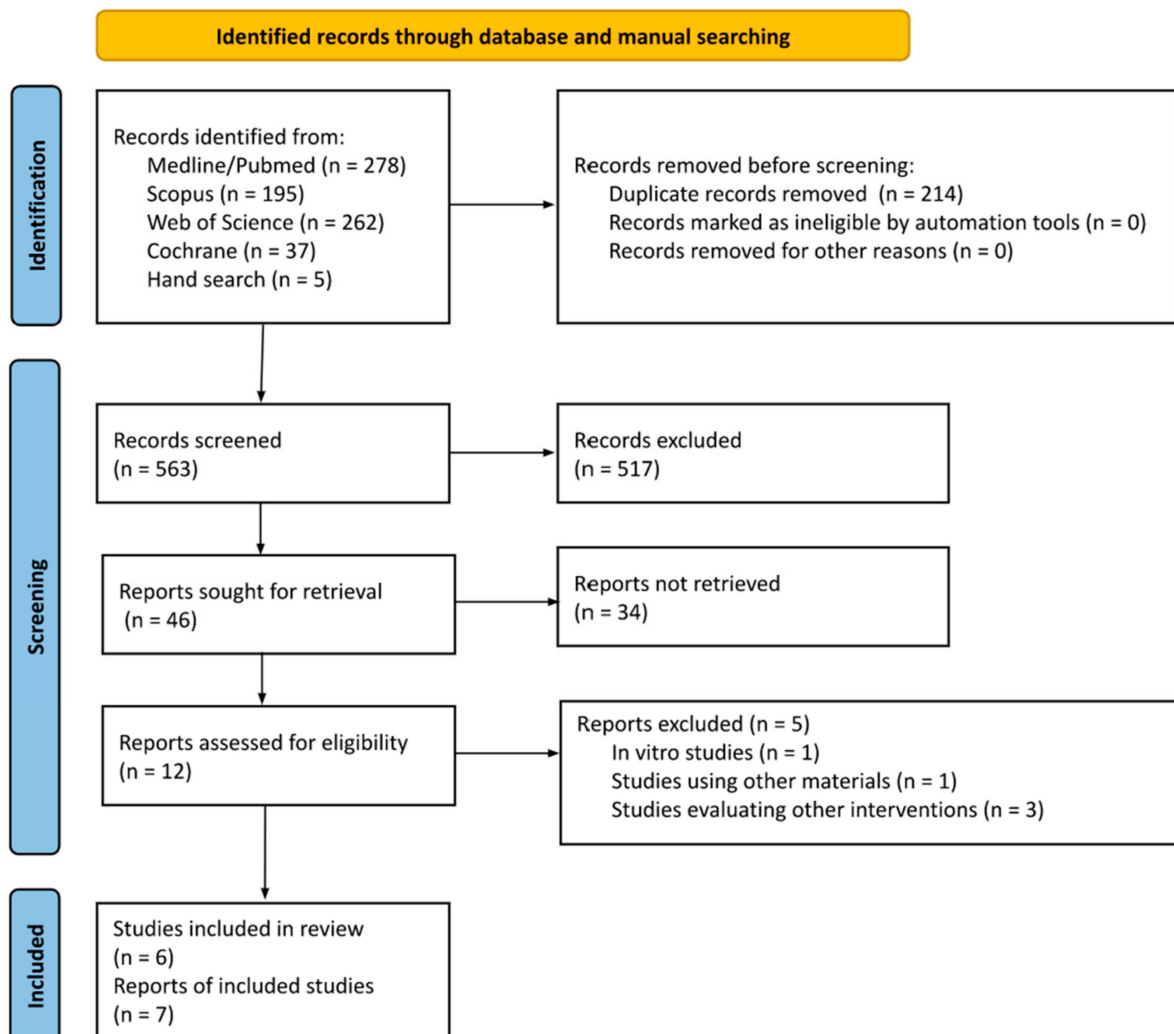 Identified records through database and manual searching
Identification
Records identified from:
Medline/Pubmed (n = 278)
Scopus (n = 195)
Web of Science (n = 262)
Cochrane (n = 37)
Hand search (n = 5)
Records removed before screening:
Duplicate records removed (n = 214)
Records marked as ineligible by automation tools (n = 0)
Records removed for other reasons (n = 0)
Screening
Records screened
(n = 563)
Records excluded
(n = 517)
Reports sought for retrieval
(n = 46)
Reports not retrieved
(n = 34)
Reports assessed for eligibility
(n = 12)
Reports excluded (n = 5)
In vitro studies (n = 1)
Studies using other materials (n = 1)
Studies evaluating other interventions (n = 3)
Included
Studies included in review
(n = 6)
Reports of included studies
(n = 7)